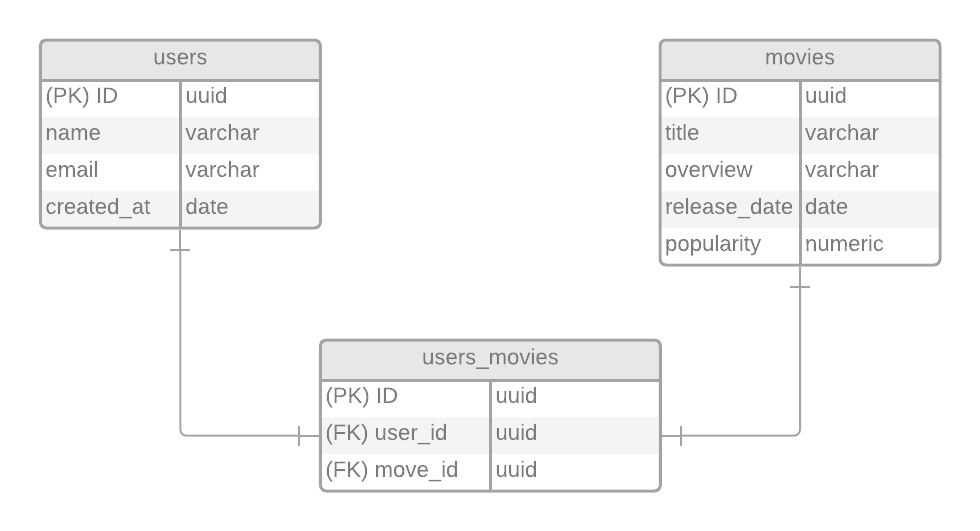 users
(PK) ID uuid
name varchar
email varchar
created_at date
movies
(PK) ID uuid
title varchar
overview varchar
release_date date
popularity numeric
users_movies
(PK) ID uuid
(FK) user_id uuid
(FK) move_id uuid